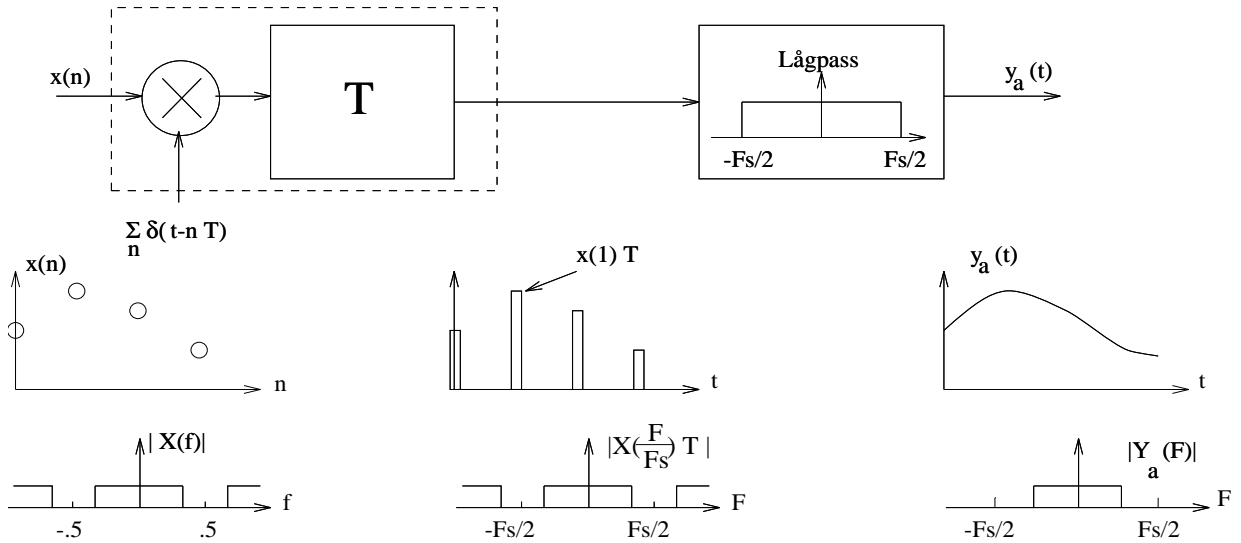 x(n)
T
Lågpass
-Fs/2
Fs/2
y_a(t)
Σ_n δ(t-n T)
x(n)
n
x(1) T
t
y_a(t)
t
| X(f)|
-.5
.5
f
|X(F/Fs) T |
-Fs/2
Fs/2
F
|Y_a(F)|
-Fs/2
Fs/2
F